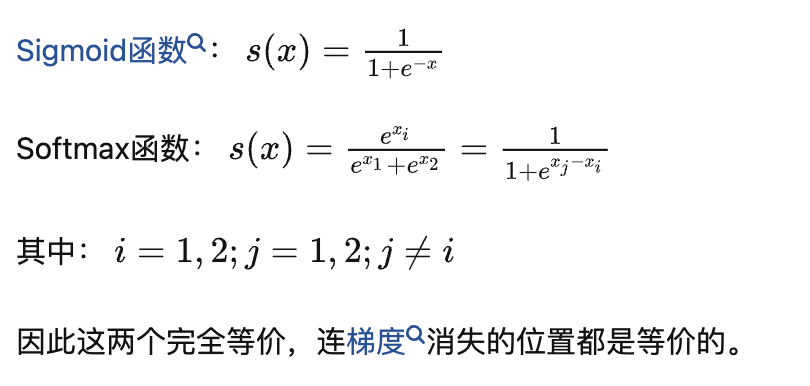 Sigmoid函数： s(x) = \frac{1}{1+e^{-x}}
Softmax函数： s(x) = \frac{e^{x_i}}{e^{x_1}+e^{x_2}} = \frac{1}{1+e^{x_j-x_i}}
其中： i = 1, 2; j = 1, 2; j ≠ i
因此这两个完全等价，连梯度消失的位置都是等价的。